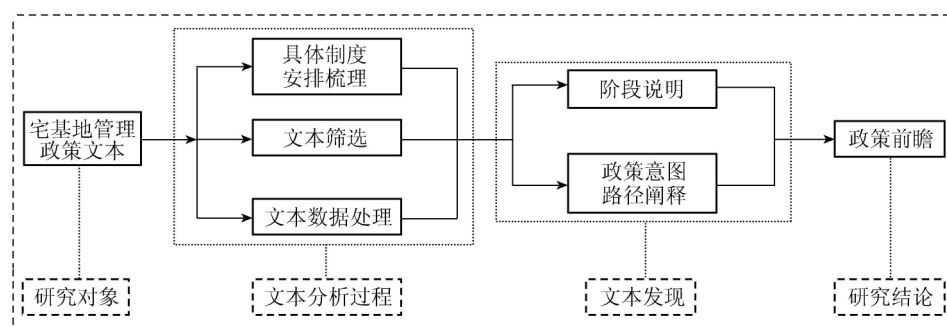 宅基地管理
政策文本
具体制度
安排梳理
文本筛选
文本数据处理
阶段说明
政策意图
路径阐释
政策前瞻
研究对象
文本分析过程
文本发现
研究结论